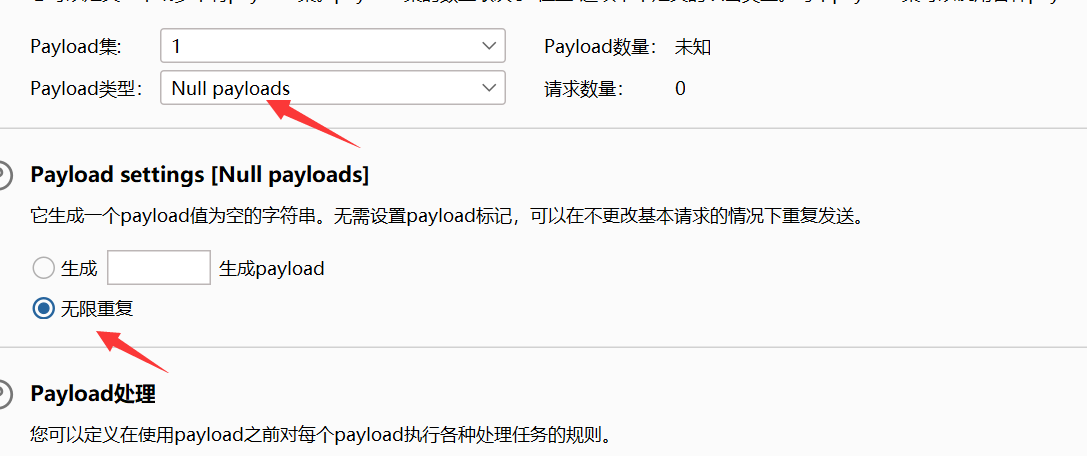 Payload集: 1 Payload数量： 未知
Payload类型： Null payloads 请求数量： 0
Payload settings [Null payloads]
它生成一个payload值为空的字符串。无需设置payload标记，可以在不更改基本请求的情况下重复发送。
生成 生成payload
无限重复
Payload处理
您可以定义在使用payload之前对每个payload执行各种处理任务的规则。